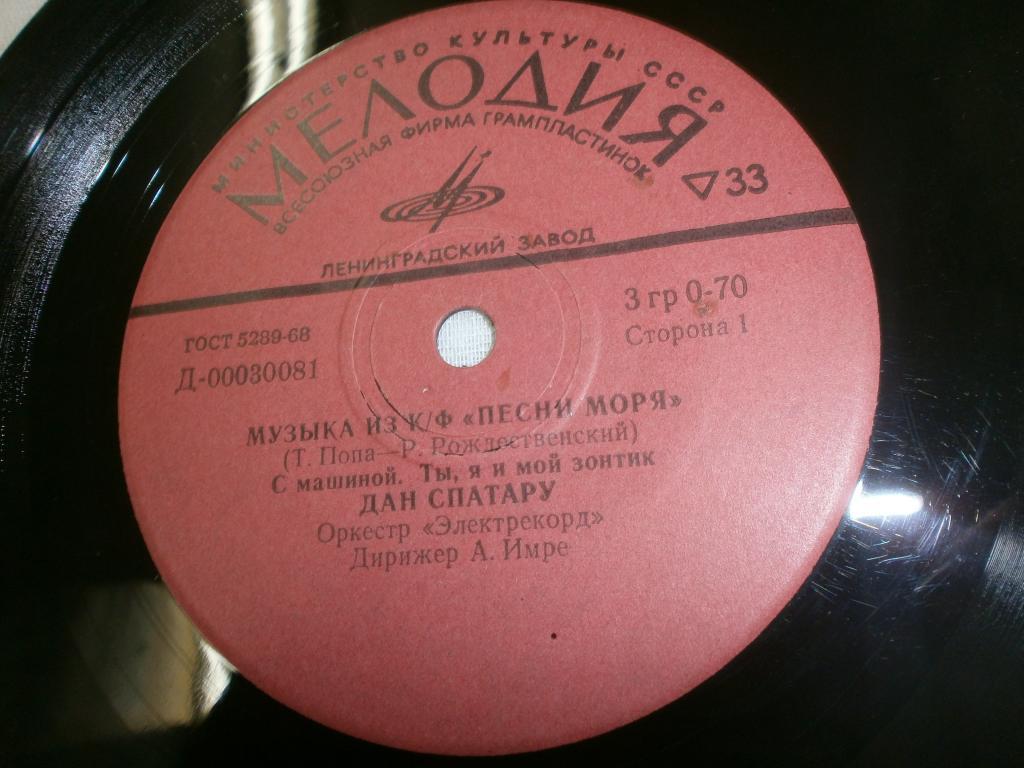 МИНИСТЕРСТВО КУЛЬТУРЫ СССР
МЕЛОДИЯ
ВСЕСОЮЗНАЯ ФИРМА ГРАМПЛАСТИНОК
33
ЛЕНИНГРАДСКИЙ ЗАВОД
ГОСТ 5289-68
3 гр 0-70
Д-00030081
Сторона 1
МУЗЫКА ИЗ К/Ф «ПЕСНИ МОРЯ»
(Т. Попа—Р. Рождественский)
С машиной. Ты, я и мой зонтик
ДАН СПАТАРУ
Оркестр «Электрекорд»
Дирижер А. Имре